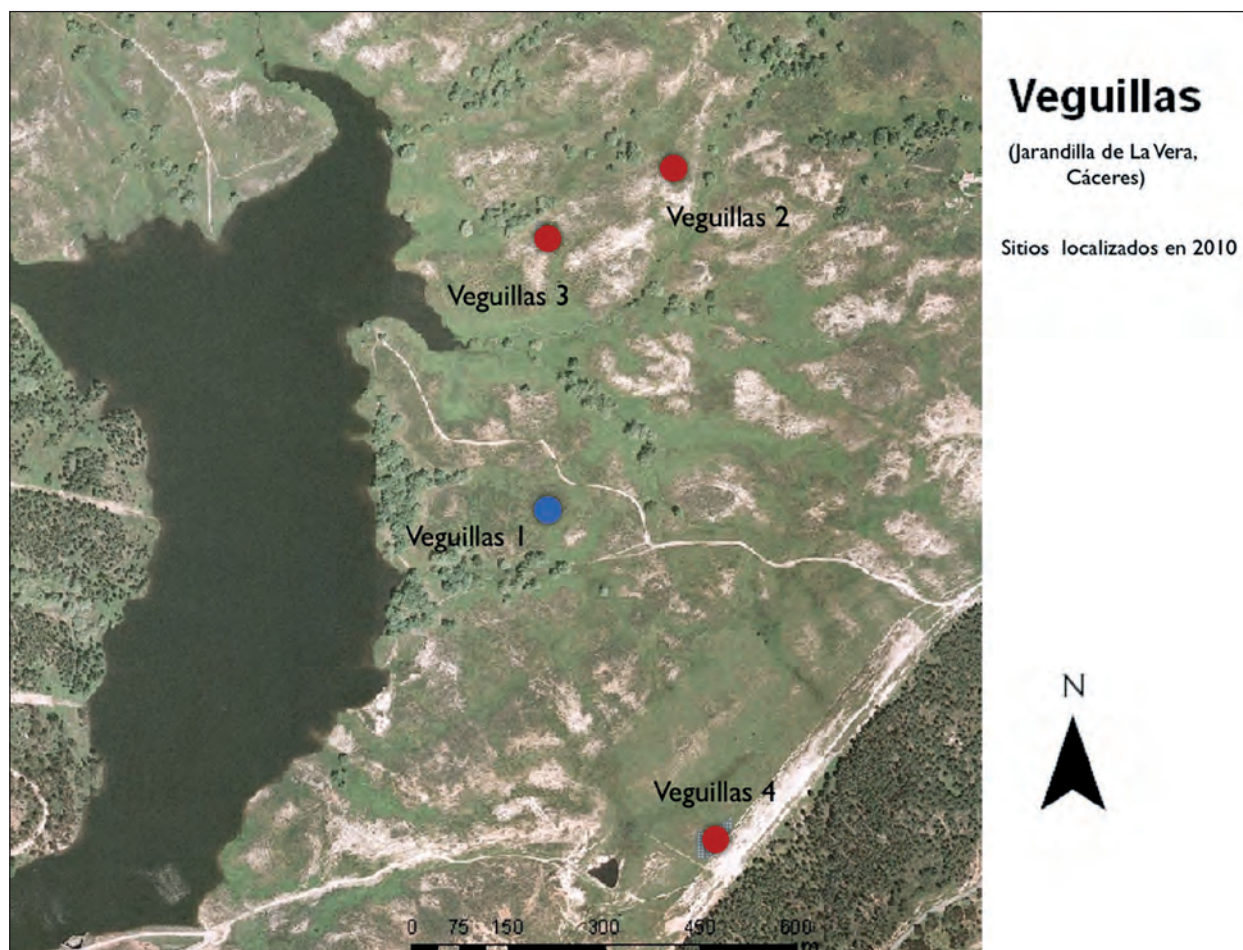 Veguillas
(Jarandilla de La Vera,
Cáceres)
Sitios localizados en 2010
Veguillas 2
Veguillas 3
Veguillas 1
Veguillas 4
N
0 75 150 300 450 600
m